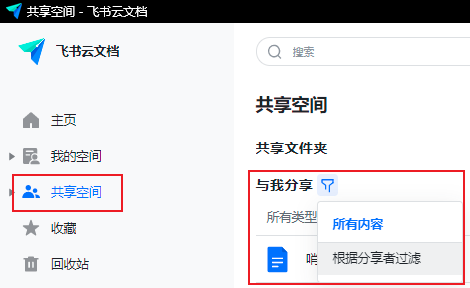 共享空间 - 飞书云文档
飞书云文档
主页
我的空间
共享空间
收藏
回收站
搜索
共享空间
共享文件夹
与我分享
所有类型
所有内容
根据分享者过滤
哨